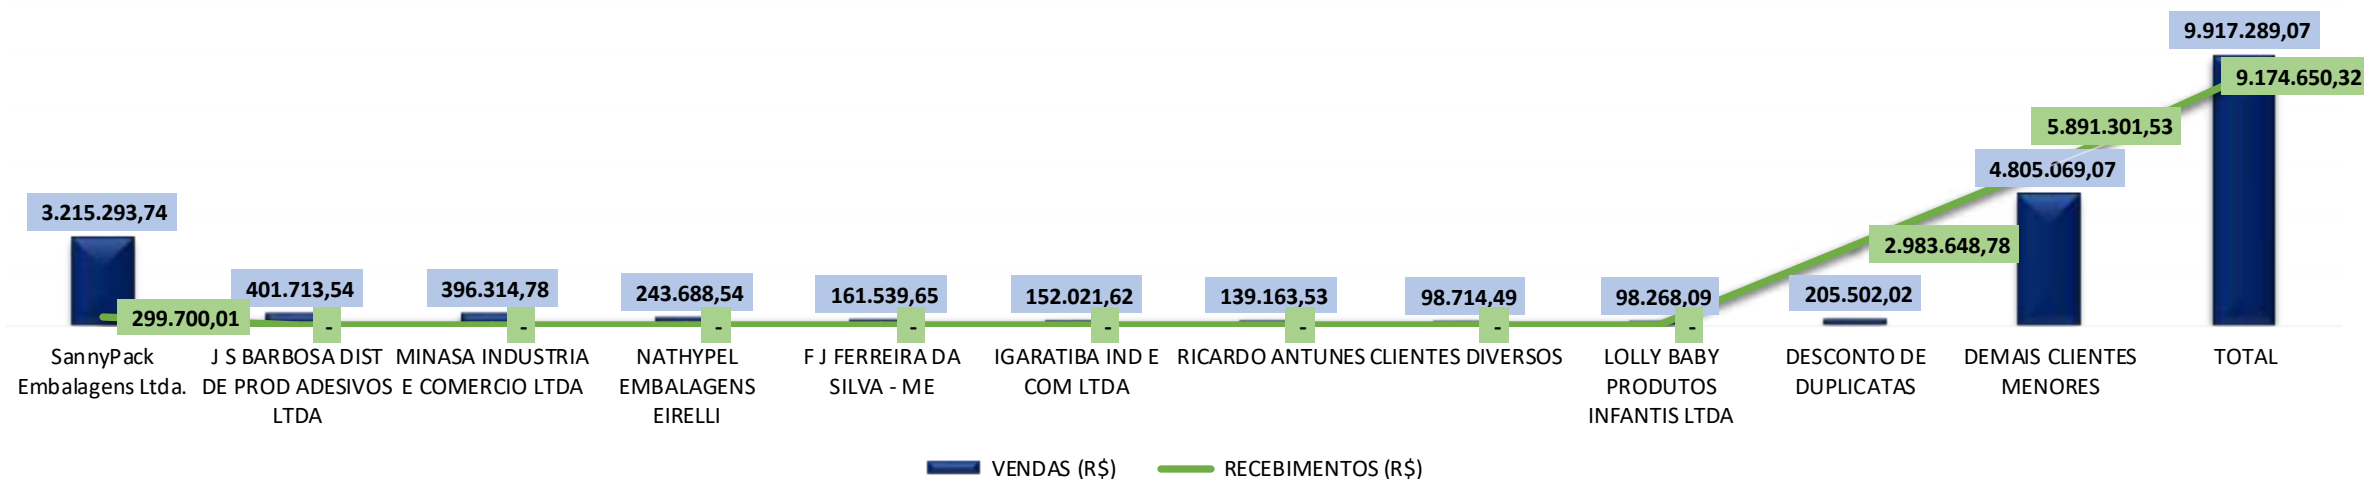 9.917.289,07
9.174.650,32
5.891.301,53
4.805.069,07
3.215.293,74
2.983.648,78
401.713,54
396.314,78
243.688,54
161.539,65
152.021,62
139.163,53
98.714,49
98.268,09
205.502,02
299.700,01
-
-
-
-
-
-
-
-
SannyPack
Embalagens Ltda.
J S BARBOSA DIST
DE PROD ADESIVOS
LTDA
MINASA INDUSTRIA
E COMERCIO LTDA
NATHYPEL
EMBALAGENS
EIRELLI
F J FERREIRA DA
SILVA - ME
IGARATIBA IND E
COM LTDA
RICARDO ANTUNES
CLIENTES DIVERSOS
LOLLY BABY
PRODUTOS
INFANTIS LTDA
DESCONTO DE
DUPLICATAS
DEMAIS CLIENTES
MENORES
TOTAL
VENDAS (R$)
RECEBIMENTOS (R$)